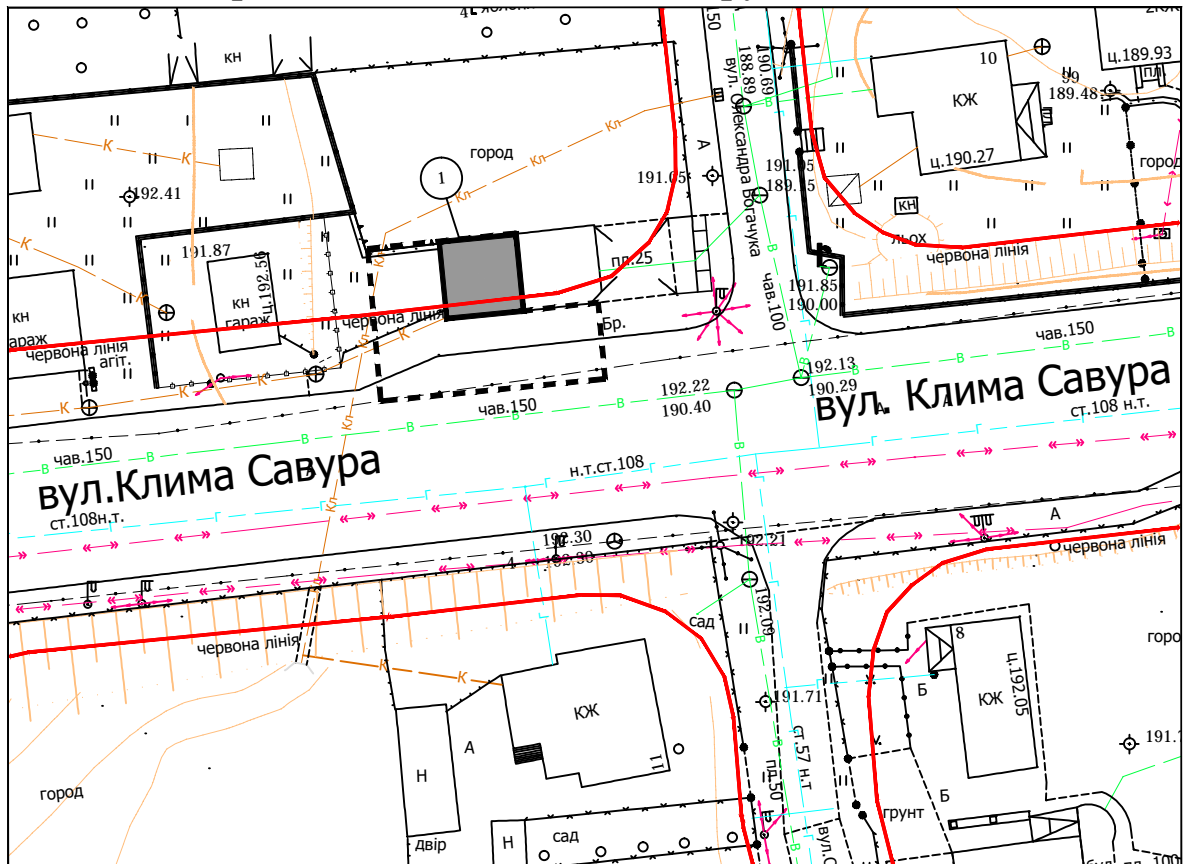 кн
ц.189.93
пл
10
99
189.48
КЖ
190.69
188.89
вул. Олександра Богачука
А
Кл
К
город
ц.190.27
город
191.05
189.15
191.05
1
192.41
191.87
ц.192.56
кн
льох
червона лінія
пл.25
чав.100
191.85
190.00
кн
кн
гараж
червона лінія
Бр.
чав.150
червона лінія
агіт.
192.13
190.29
192.22
190.40
чав.150
вул. Клима Савура
ст.108 н.т.
чав.150
вул.Клима Савура
н.т.ст.108
ст.108н.т.
192.30
192.30
192.21
А
червона лінія
192.09
сад
8
червона лінія
ц.192.05
КЖ
Б
191.71
КЖ
А
11
Н
ст.57 н.т
пл.50
Б
город
грунт
двір
Н
сад